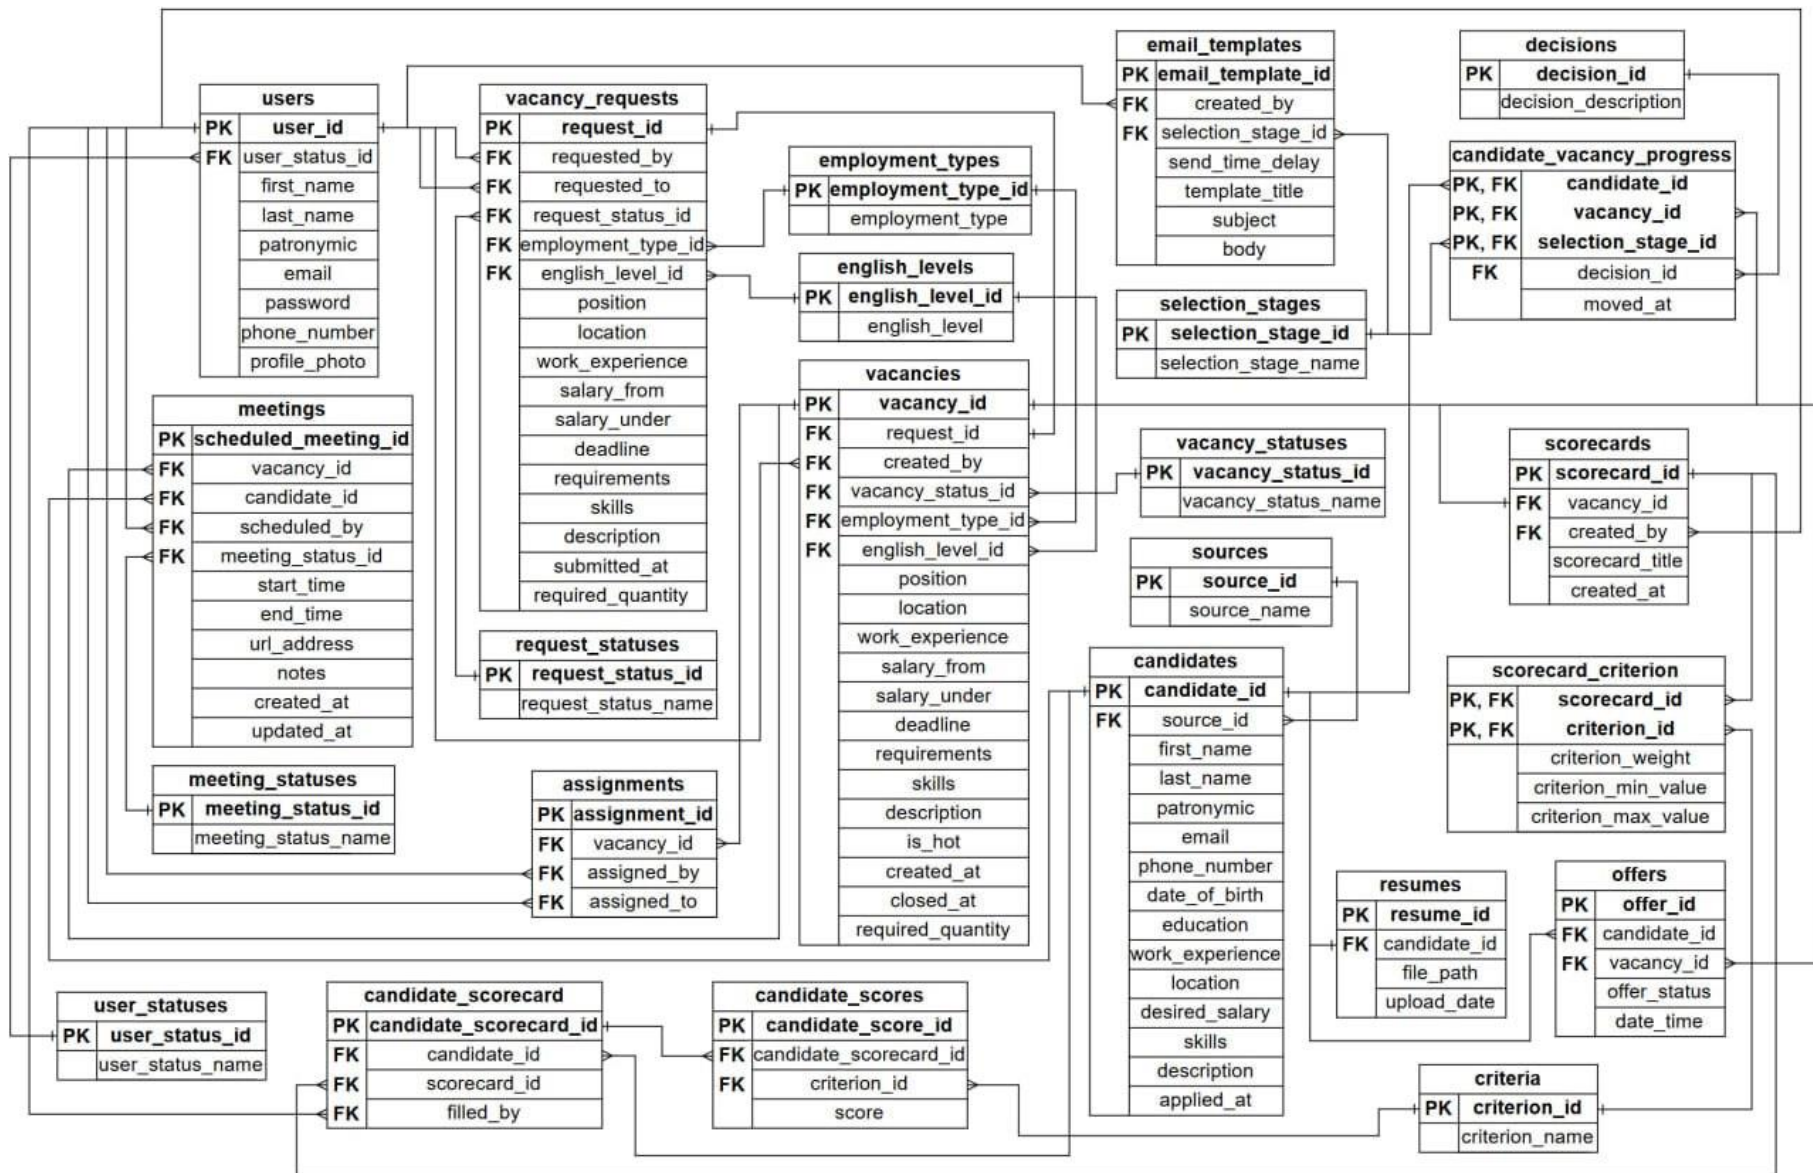 users
PK user_id
FK user_status_id
first_name
last_name
patronymic
email
password
phone_number
profile_photo
vacancy_requests
PK request_id
FK requested_by
FK requested_to
FK request_status_id
FK employment_type_id
FK english_level_id
position
location
work_experience
salary_from
salary_under
deadline
requirements
skills
description
submitted_at
required_quantity
employment_types
PK employment_type_id
employment_type
english_levels
PK english_level_id
english_level
email_templates
PK email_template_id
FK created_by
FK selection_stage_id
send_time_delay
template_title
subject
body
decisions
PK decision_id
decision_description
candidate_vacancy_progress
PK, FK candidate_id
PK, FK vacancy_id
PK, FK selection_stage_id
FK decision_id
moved_at
selection_stages
PK selection_stage_id
selection_stage_name
meetings
PK scheduled_meeting_id
FK vacancy_id
FK candidate_id
FK scheduled_by
FK meeting_status_id
start_time
end_time
url_address
notes
created_at
updated_at
vacancies
PK vacancy_id
FK request_id
FK created_by
FK vacancy_status_id
FK employment_type_id
FK english_level_id
position
location
work_experience
salary_from
salary_under
deadline
requirements
skills
description
is_hot
created_at
closed_at
required_quantity
vacancy_statuses
PK vacancy_status_id
vacancy_status_name
scorecards
PK scorecard_id
FK vacancy_id
FK created_by
scorecard_title
created_at
sources
PK source_id
source_name
request_statuses
PK request_status_id
request_status_name
candidates
PK candidate_id
FK source_id
first_name
last_name
patronymic
email
phone_number
date_of_birth
education
work_experience
location
desired_salary
skills
description
applied_at
scorecard_criterion
PK, FK scorecard_id
PK, FK criterion_id
criterion_weight
criterion_min_value
criterion_max_value
meeting_statuses
PK meeting_status_id
meeting_status_name
assignments
PK assignment_id
FK vacancy_id
FK assigned_by
FK assigned_to
resumes
PK resume_id
FK candidate_id
file_path
upload_date
offers
PK offer_id
FK candidate_id
FK vacancy_id
offer_status
date_time
user_statuses
PK user_status_id
user_status_name
candidate_scorecard
PK candidate_scorecard_id
FK candidate_id
FK scorecard_id
FK filled_by
candidate_scores
PK candidate_score_id
FK candidate_scorecard_id
FK criterion_id
score
criteria
PK criterion_id
criterion_name